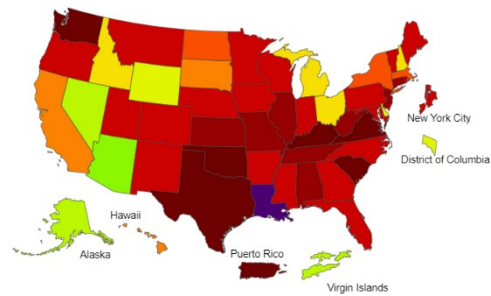 New York City
District of Columbia
Hawaii
Alaska
Puerto Rico
Virgin Islands